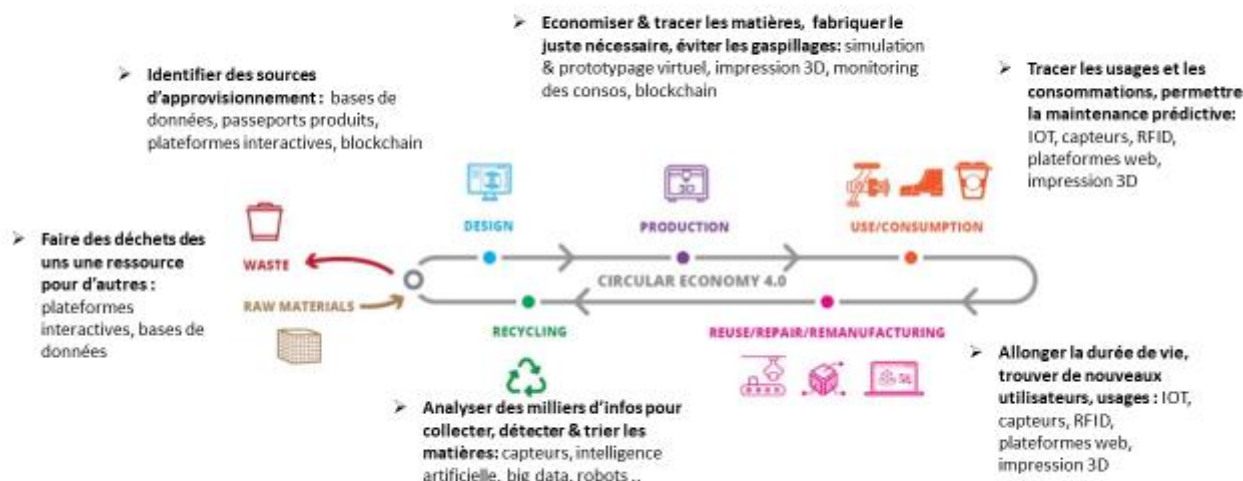 ➢ Economiser & tracer les matières, fabriquer le
juste nécessaire, éviter les gaspillages: simulation
& prototypage virtuel, impression 3D, monitoring
des consos, blockchain
➢ Identifier des sources
d'approvisionnement : bases de
données, passeports produits,
plateformes interactives, blockchain
➢ Tracer les usages et les
consommations, permettre
la maintenance prédictive:
IOT, capteurs, RFID,
plateformes web,
impression 3D
➢ Faire des déchets des
uns une ressource
pour d'autres :
plateformes
interactives, bases de
données
WASTE
RAW MATERIALS
DESIGN
3D
PRODUCTION
USE/CONSUMPTION
CIRCULAR ECONOMY 4.0
RECYCLING
REUSE/REPAIR/REMANUFACTURING
➢ Analyser des milliers d'infos pour
collecter, détecter & trier les
matières: capteurs, intelligence
artificielle, big data, robots ..
➢ Allonger la durée de vie,
trouver de nouveaux
utilisateurs, usages : IOT,
capteurs, RFID,
plateformes web,
impression 3D